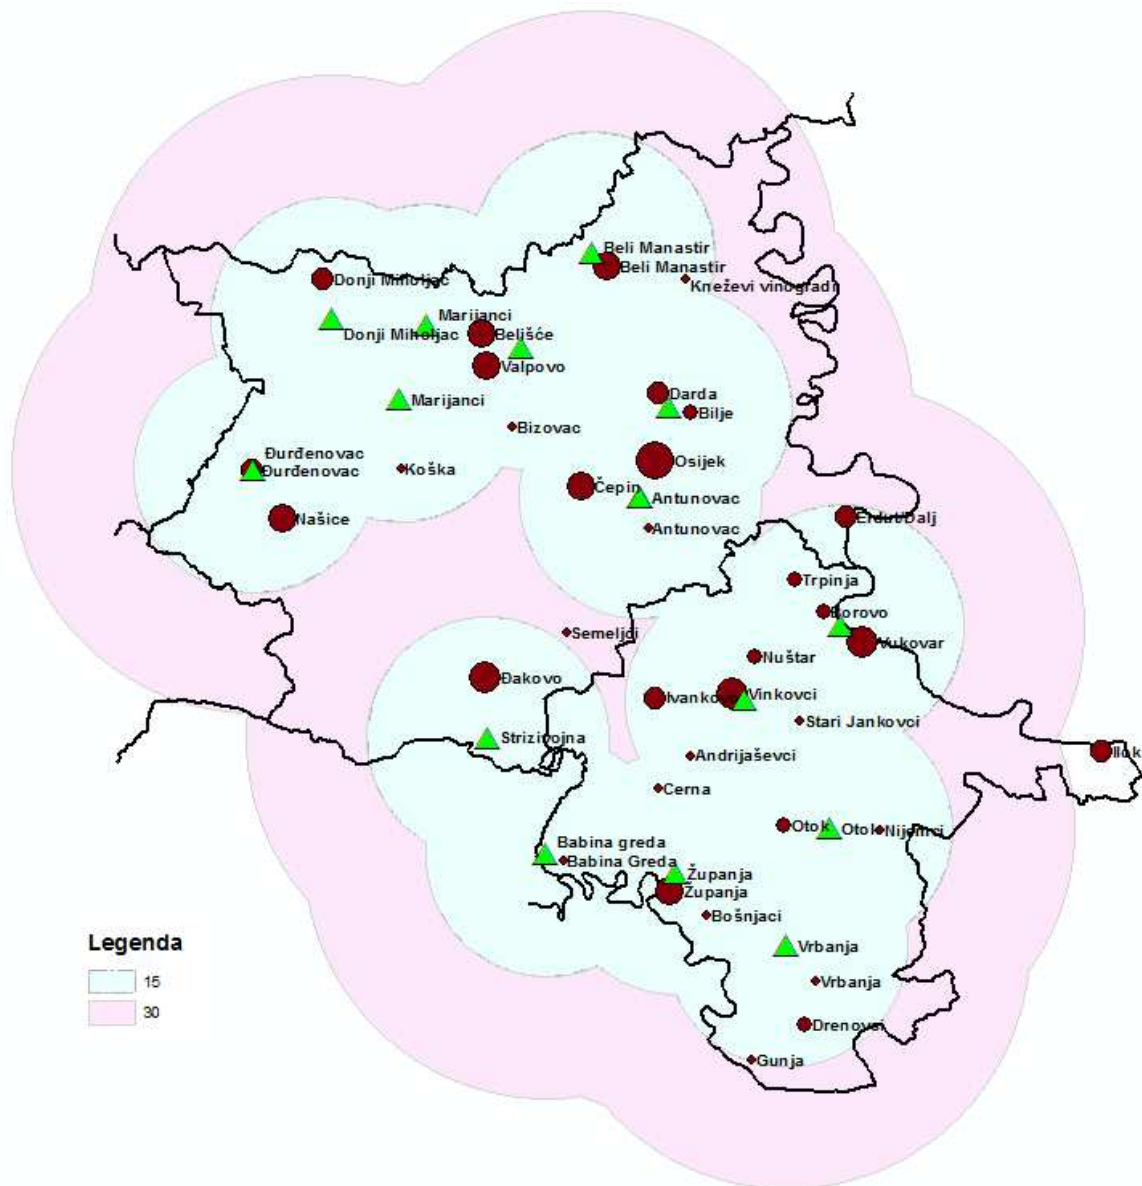 Beli Manastir
Beli Manastir
Donji Miholjac
Kneževi vinogradi
Marijanci
Donji Miholjac
Belišće
Valpovo
Darda
Marijanci
Bilje
Bizovac
Đurđenovac
Osijek
Koška
Đurđenovac
Čepin
Antunovac
Našice
Erdut/Dalj
Antunovac
Trpinja
Borovo
Semeljci
Vukovar
Nuštar
Đakovo
Ivankovo
Vinkovci
Stari Jankovci
Strizivojna
Ilok
Andrijaševci
Cerna
Otok
Otok
Nijemci
Babina greda
Babina Greda
Županja
Županja
Bošnjaci
Legenda
Vrbanja
15
Vrbanja
30
Drenovci
Gunja